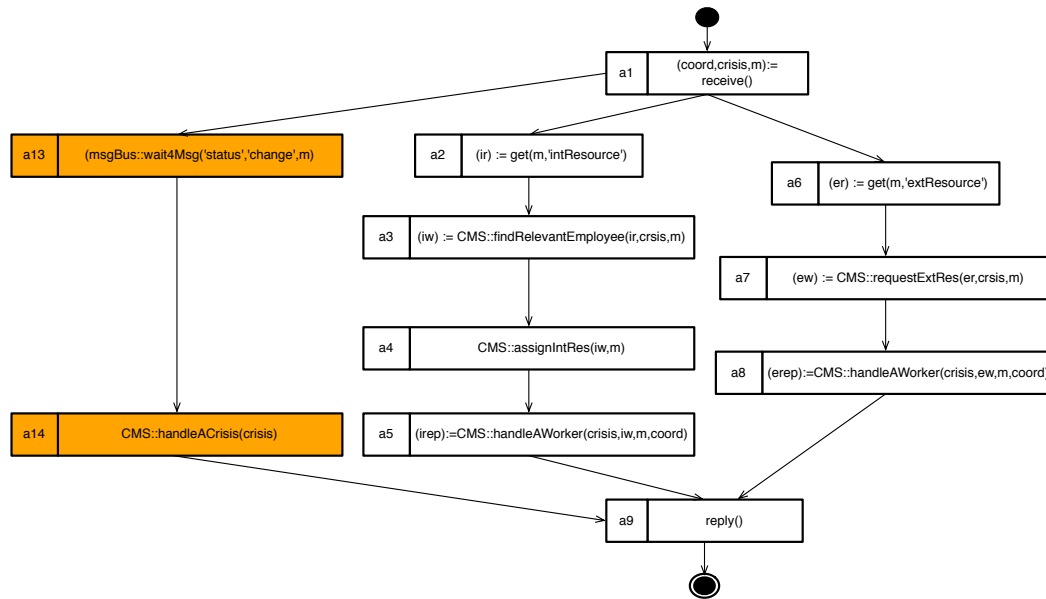 a1 (coord,crisis,m):=
receive()
a13 (msgBus::wait4Msg('status','change',m)
a2 (ir) := get(m,'intResource')
a6 (er) := get(m,'extResource')
a3 (iw) := CMS::findRelevantEmployee(ir,crsis,m)
a7 (ew) := CMS::requestExtRes(er,crsis,m)
a4 CMS::assignIntRes(iw,m)
a8 (erep):=CMS::handleAWorker(crisis,ew,m,coord)
a14 CMS::handleACrisis(crisis)
a5 (irep):=CMS::handleAWorker(crisis,iw,m,coord)
a9 reply()